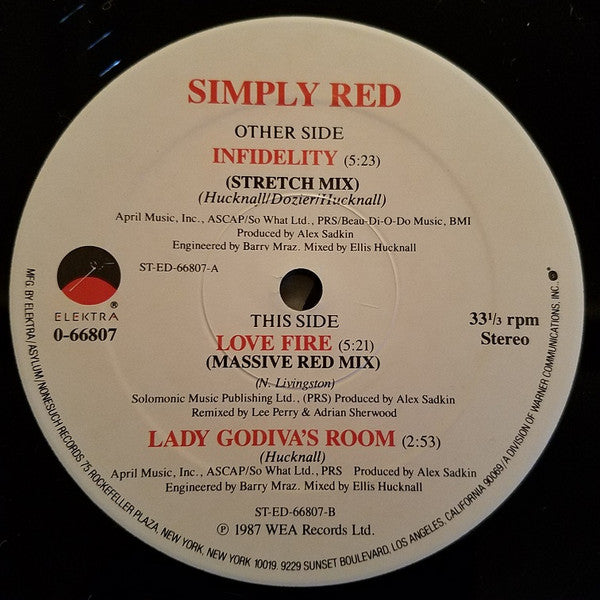 SIMPLY RED
OTHER SIDE
INFIDELITY (5:23)
(STRETCH MIX)
(Hucknall/Dozier/Hucknall)
April Music, Inc., ASCAP/So What Ltd., PRS/Beau-Di-O-Do Music, BMI
Produced by Alex Sadkin
Engineered by Barry Mraz. Mixed by Ellis Hucknall
ST-ED-66807-A
ELEKTRA®
0-66807
33 1/3 rpm
Stereo
THIS SIDE
LOVE FIRE (5:21)
(MASSIVE RED MIX)
(N. Livingston)
Solomonic Music Publishing Ltd., (PRS) Produced by Alex Sadkin
Remixed by Lee Perry & Adrian Sherwood
LADY GODIVA'S ROOM (2:53)
(Hucknall)
April Music, Inc., ASCAP/So What Ltd., PRS Produced by Alex Sadkin
Engineered by Barry Mraz. Mixed by Ellis Hucknall
ST-ED-66807-B
℗ 1987 WEA Records Ltd.
MFG. BY ELEKTRA/ASYLUM/NONESUCH RECORDS 75 ROCKEFELLER PLAZA, NEW YORK, NEW YORK 10019. 9229 SUNSET BOULEVARD, LOS ANGELES, CALIFORNIA 90069/A DIVISION OF WARNER COMMUNICATIONS, INC.